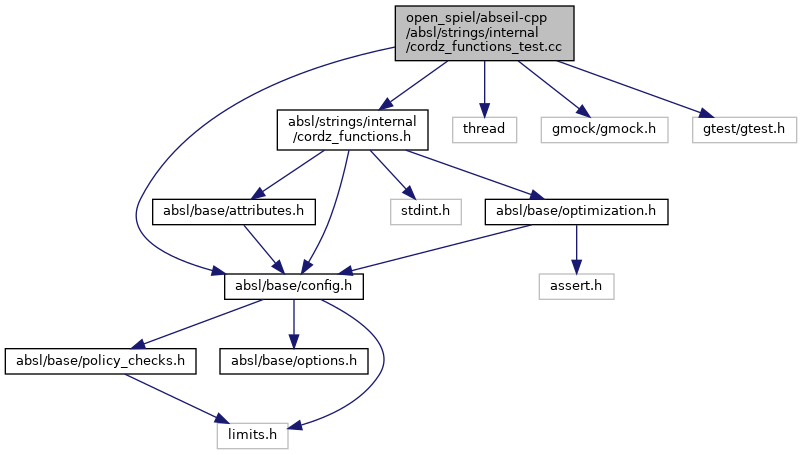 open_spiel/abseil-cpp
/absl/strings/internal
/cordz_functions_test.cc
absl/strings/internal
/cordz_functions.h
thread
gmock/gmock.h
gtest/gtest.h
absl/base/attributes.h
stdint.h
absl/base/optimization.h
absl/base/config.h
assert.h
absl/base/policy_checks.h
absl/base/options.h
limits.h